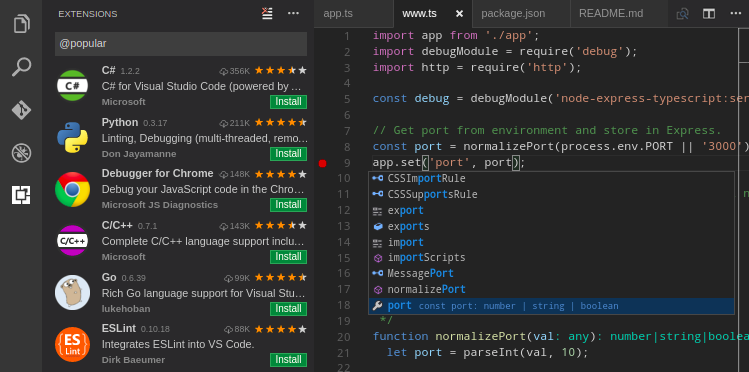 EXTENSIONS
@popular
C# 1.2.2 356K
C# for Visual Studio Code (powered by ...
Microsoft Install
Python 0.3.17 211K
Linting, Debugging (multi-threaded, remo...
Don Jayamanne Install
Debugger for Chrome 148K
Debug your JavaScript code in the Chro...
Microsoft JS Diagnostics Install
C/C++ 0.7.1 143K
Complete C/C++ language support inclu...
Microsoft Install
Go 0.6.39 99K
Rich Go language support for Visual Stu...
lukehoban Install
ESLint 0.10.18 88K
Integrates ESLint into VS Code.
Dirk Baeumer Install
C#
C/C++
ES
Lint
app.ts www.ts × package.json README.md
1 import app from './app';
2 import debugModule = require('debug');
3 import http = require('http');
4
5 const debug = debugModule('node-express-typescript:ser
6
7 // Get port from environment and store in Express.
8 const port = normalizePort(process.env.PORT || '3000')
9 app.set('port', port);
10 CSSImportRule
11 CSSSupportsRule
12 export
13 exports
14 import
15 importScripts
16 MessagePort
17 normalizePort
18 port const port: number | string | boolean
19 */
20 function normalizePort(val: any): number|string|boolea
21 let port = parseInt(val, 10);
22